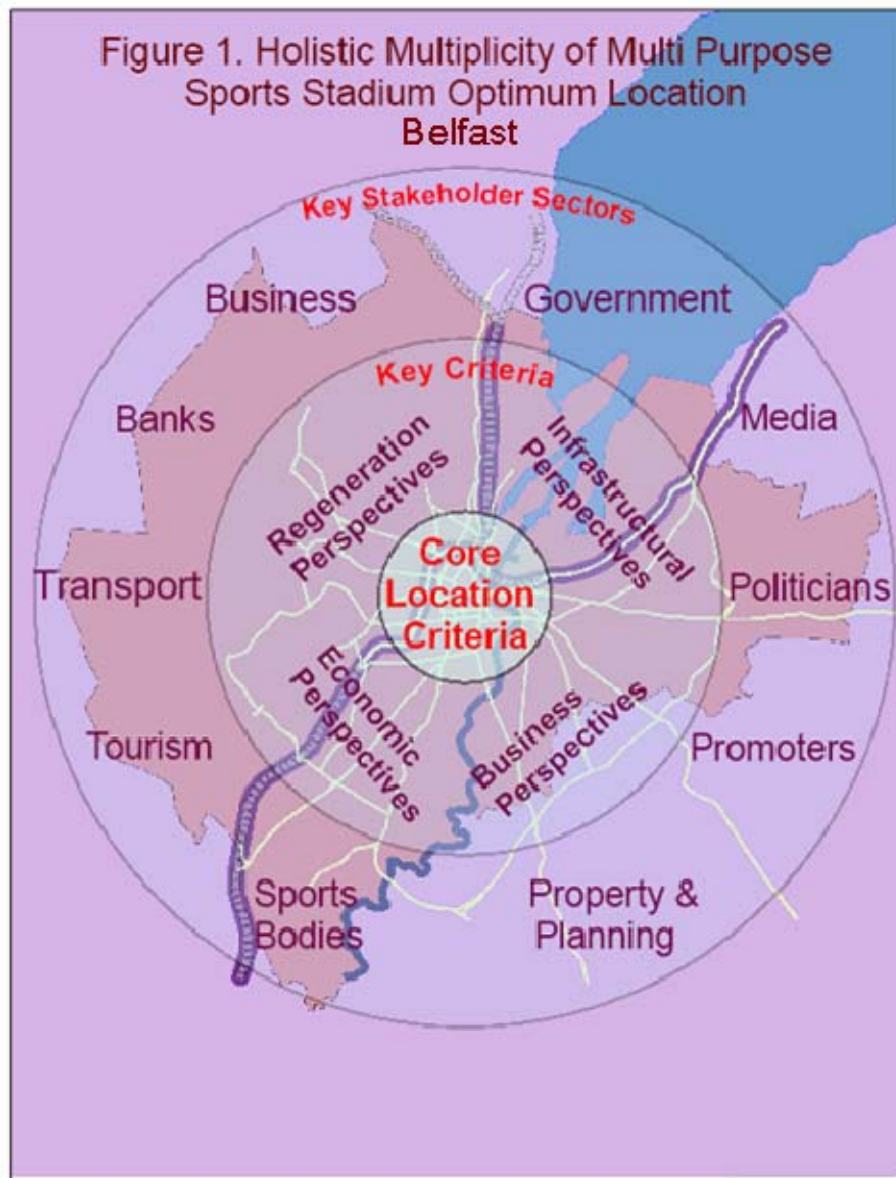 Figure 1. Holistic Multiplicity of Multi Purpose
Sports Stadium Optimum Location
Belfast
Key Stakeholder Sectors
Business
Government
Key Criteria
Banks
Media
Regeneration
Perspectives
Infrastructural
Perspectives
Core
Location
Criteria
Transport
Politicians
Economic
Perspectives
Business
Perspectives
Tourism
Promoters
Sports
Bodies
Property &
Planning